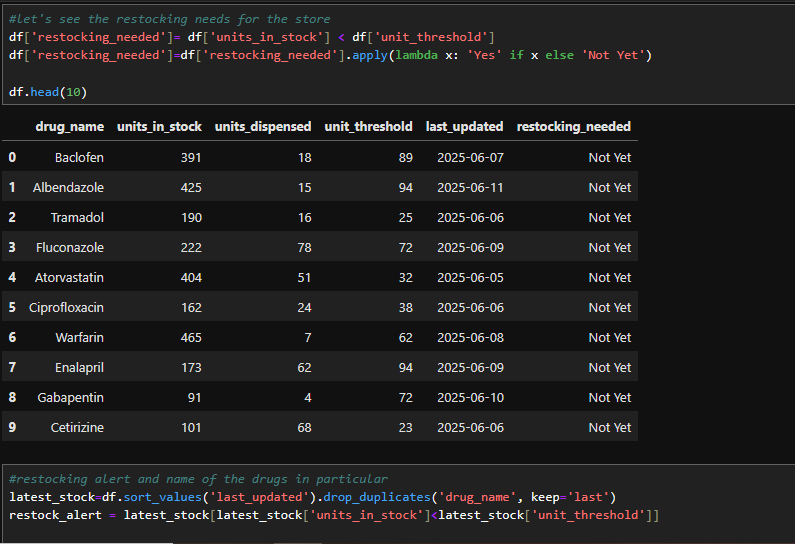 #let's see the restocking needs for the store
df['restocking_needed']= df['units_in_stock'] < df['unit_threshold']
df['restocking_needed']=df['restocking_needed'].apply(lambda x: 'Yes' if x else 'Not Yet')
df.head(10)
drug_name units_in_stock units_dispensed unit_threshold last_updated restocking_needed
0 Baclofen 391 18 89 2025-06-07 Not Yet
1 Albendazole 425 15 94 2025-06-11 Not Yet
2 Tramadol 190 16 25 2025-06-06 Not Yet
3 Fluconazole 222 78 72 2025-06-09 Not Yet
4 Atorvastatin 404 51 32 2025-06-05 Not Yet
5 Ciprofloxacin 162 24 38 2025-06-06 Not Yet
6 Warfarin 465 7 62 2025-06-08 Not Yet
7 Enalapril 173 62 94 2025-06-09 Not Yet
8 Gabapentin 91 4 72 2025-06-10 Not Yet
9 Cetirizine 101 68 23 2025-06-06 Not Yet
#restocking alert and name of the drugs in particular
latest_stock=df.sort_values('last_updated').drop_duplicates('drug_name', keep='last')
restock_alert = latest_stock[latest_stock['units_in_stock']<latest_stock['unit_threshold']]